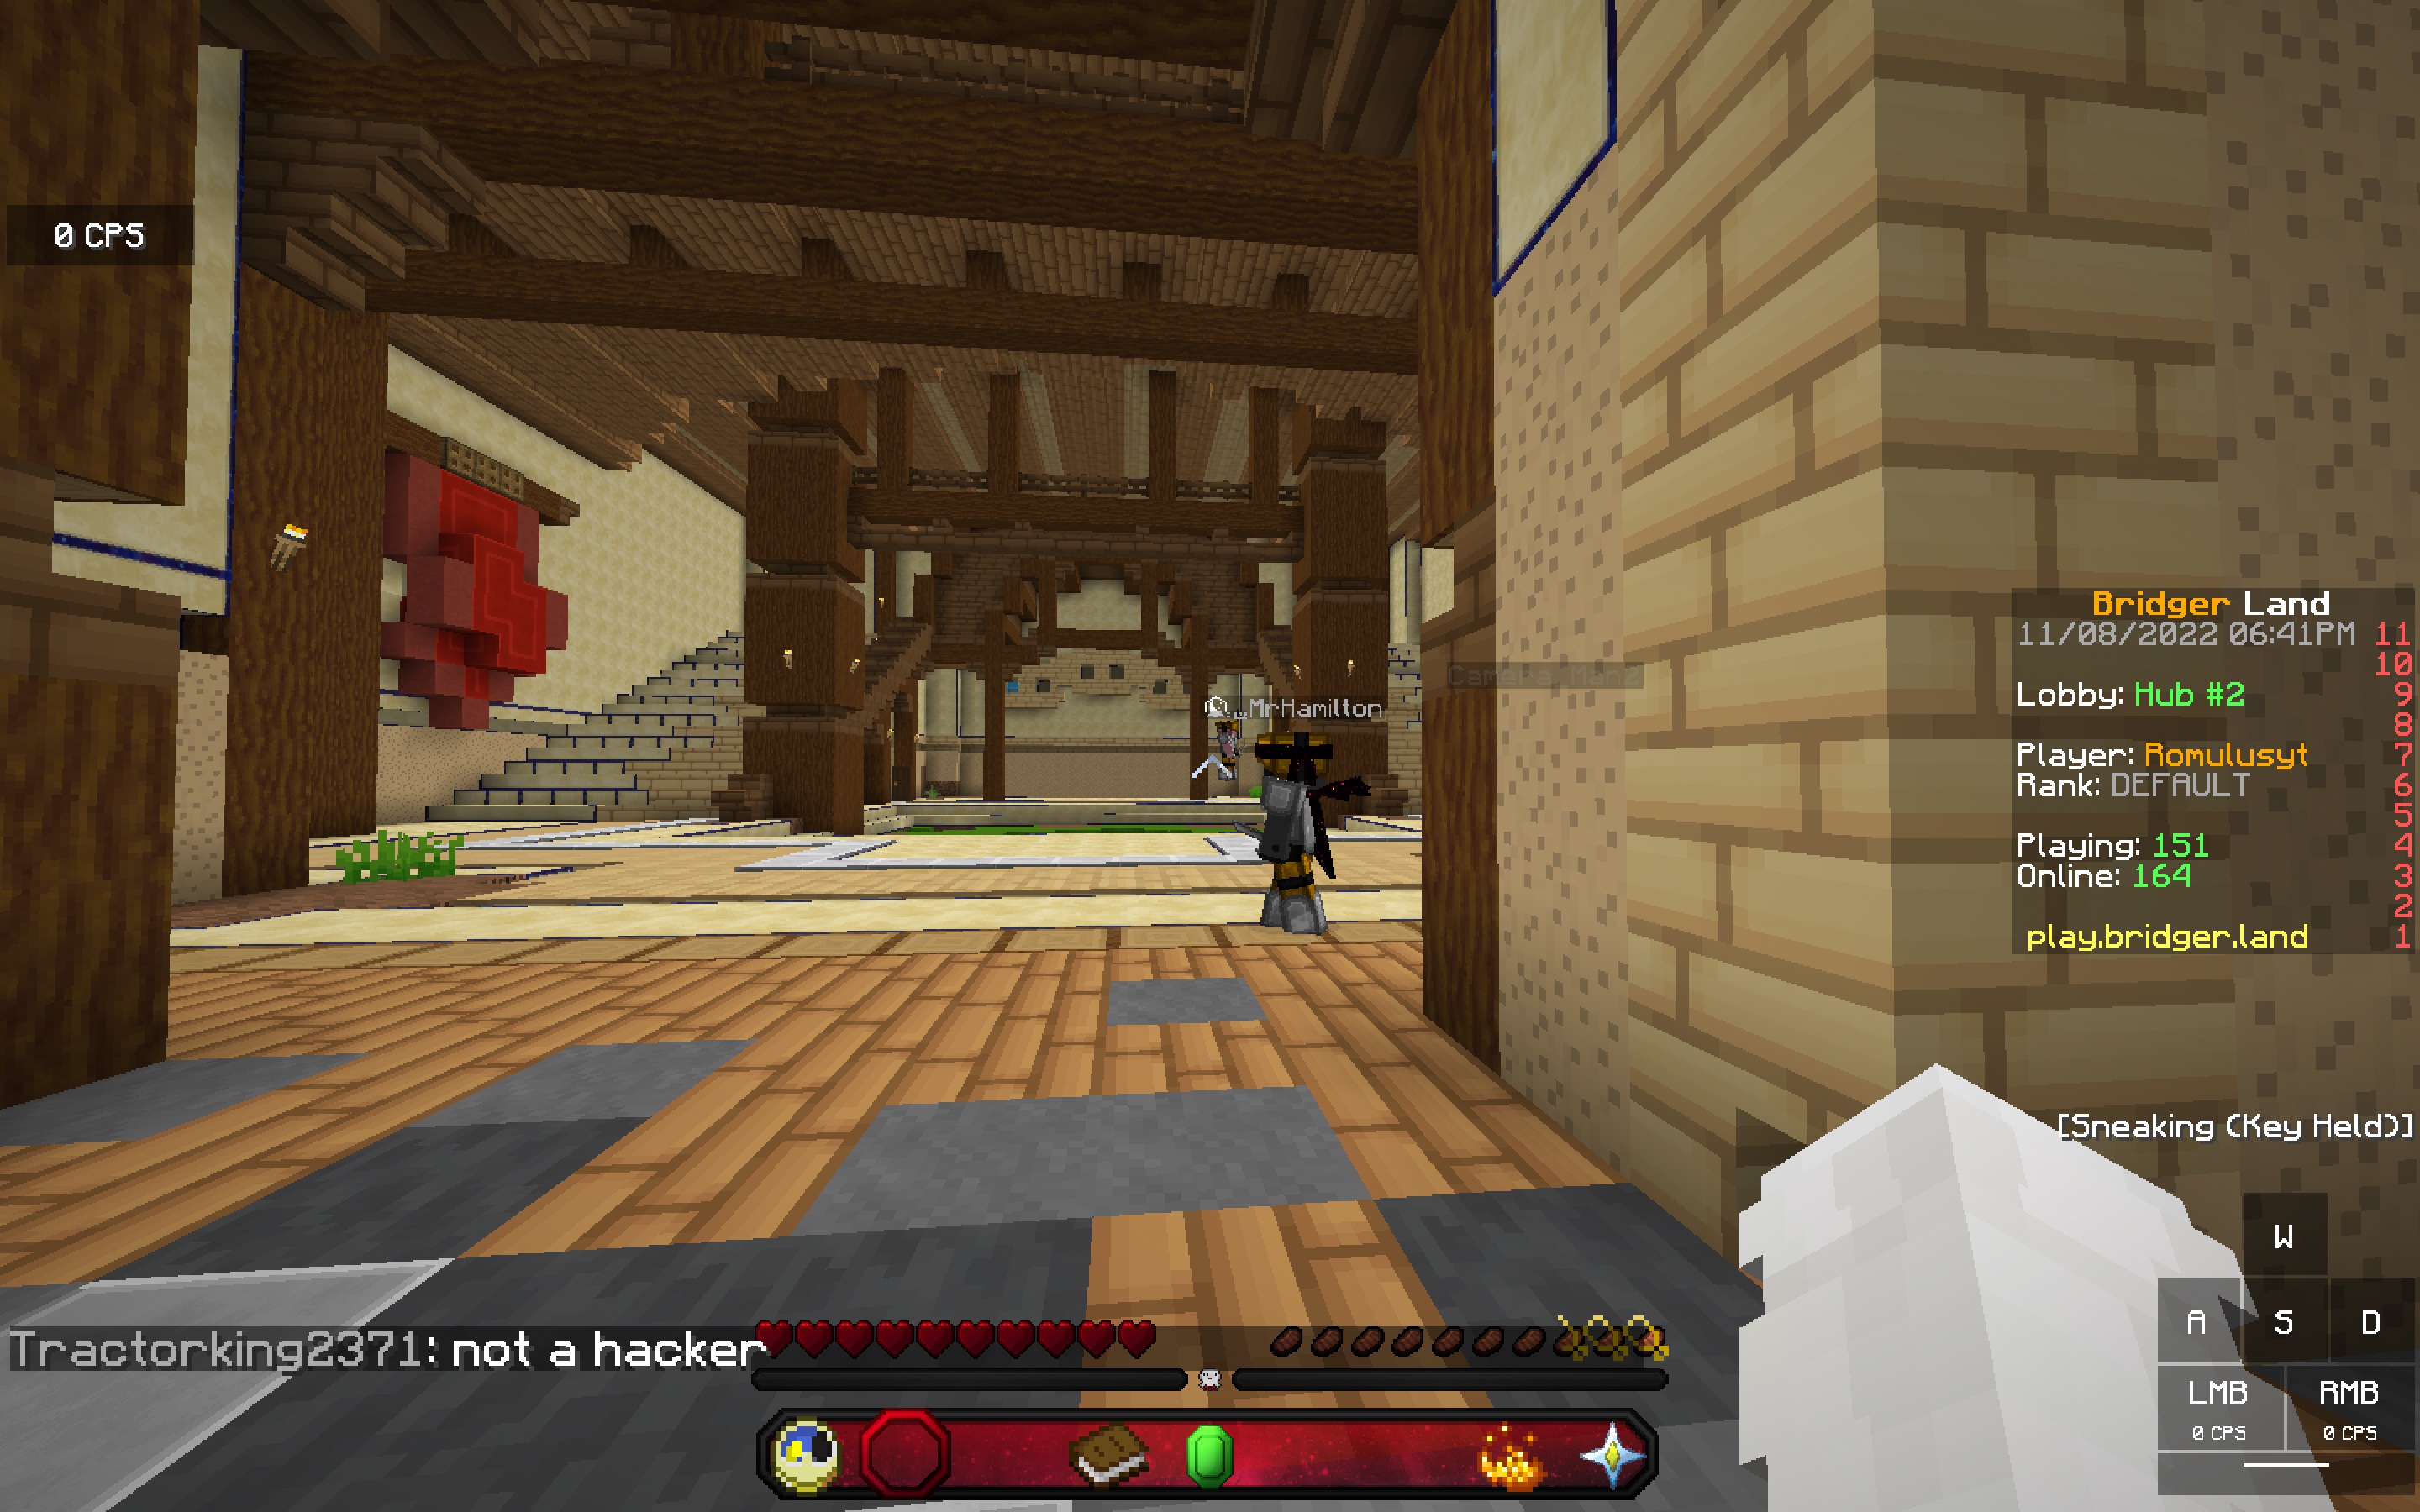 0 CPS
Bridger Land
11/08/2022 06:41PM 11
10
Lobby: Hub #2 9
8
Player: Romulusyt 7
Rank: DEFAULT 6
5
Playing: 151 4
Online: 164 3
2
play.bridger.land 1
Camera_Man2
_MrHamilton
[Sneaking (Key Held)]
W
A S D
Tractorking2371: not a hacker
LMB RMB
0 CPS 0 CPS